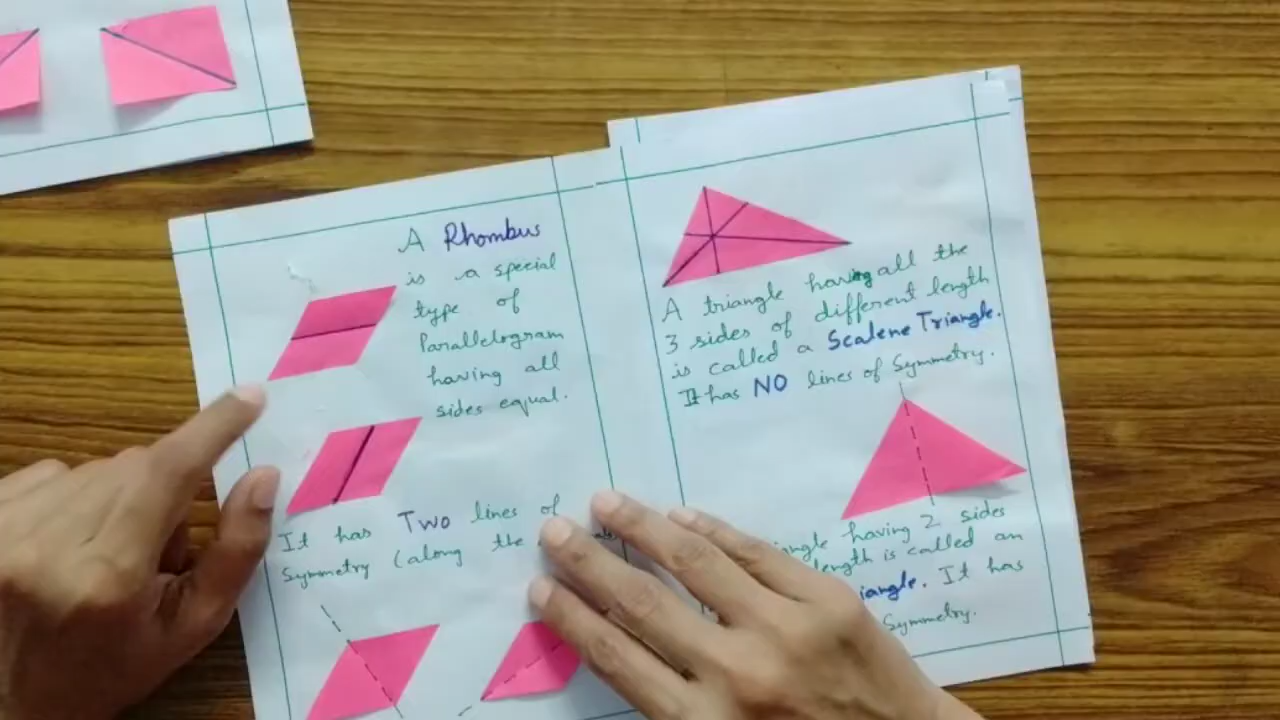 A Rhombus
is a special
type of
Parallelogram
having all
sides equal.
It has Two lines of
Symmetry (along the
A triangle having all the
3 sides of different length
is called a Scalene Triangle.
It has NO lines of Symmetry.
having 2 sides
length is called an
It has
Symmetry.